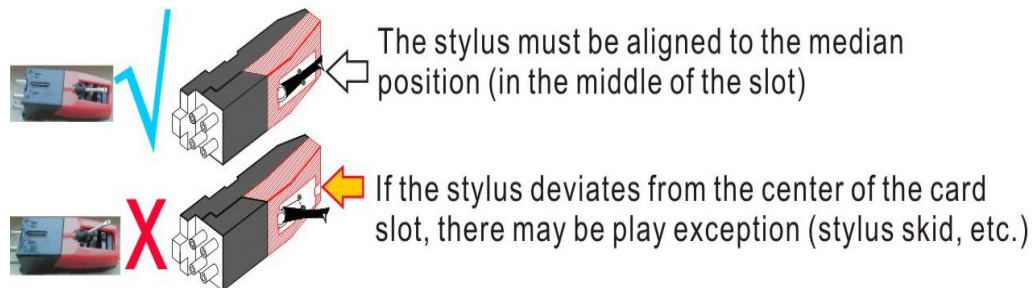 The stylus must be aligned to the median
position (in the middle of the slot)
If the stylus deviates from the center of the card
slot, there may be play exception (stylus skid, etc.)